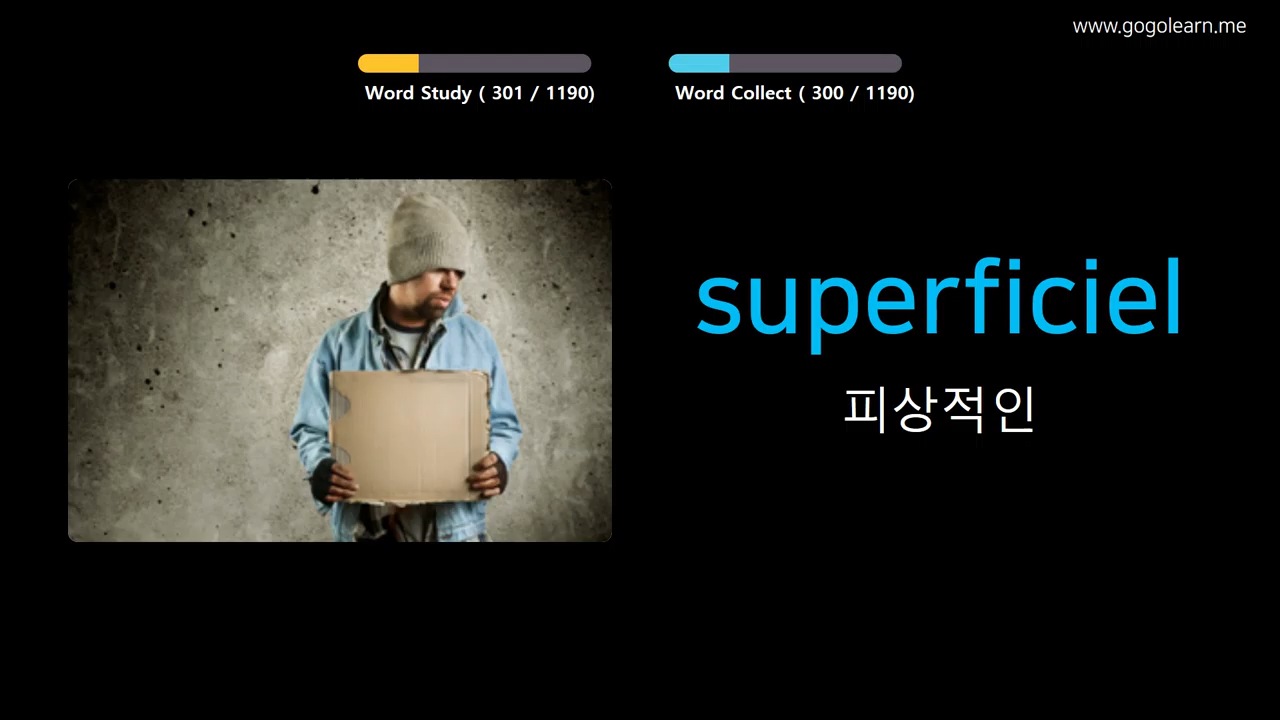 www.gogolearn.me
Word Study ( 301 / 1190)
Word Collect ( 300 / 1190)
superficiel
피상적인